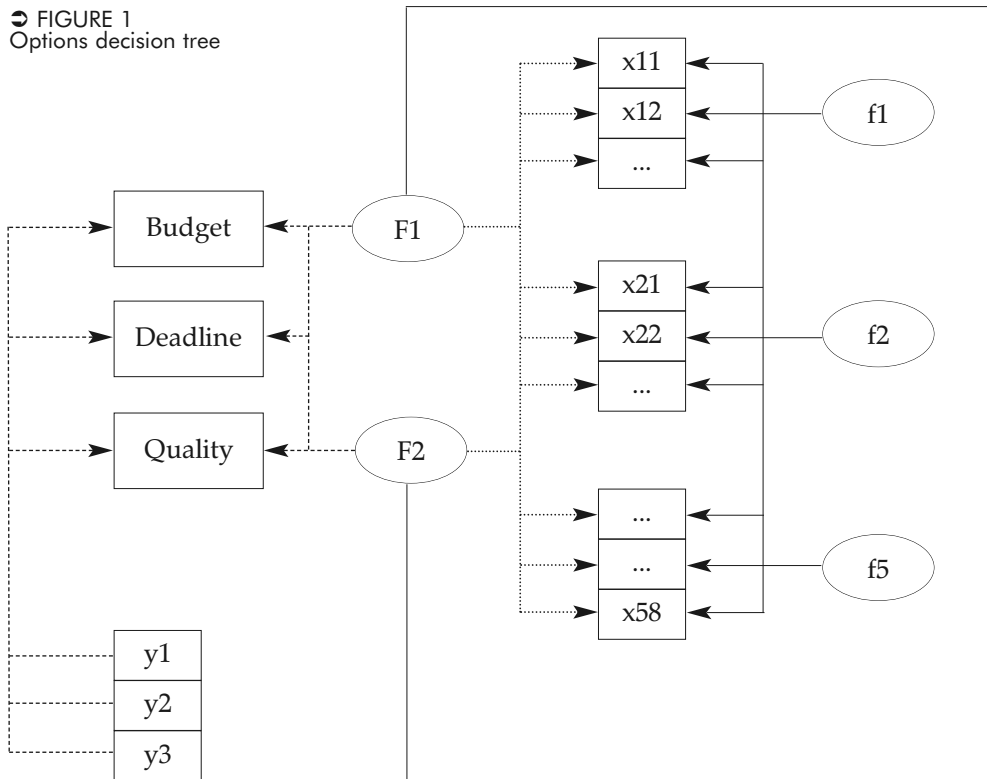 ➲ FIGURE 1
Options decision tree
x11
x12
...
f1
Budget
F1
x21
x22
...
f2
Deadline
Quality
F2
...
...
x58
f5
y1
y2
y3